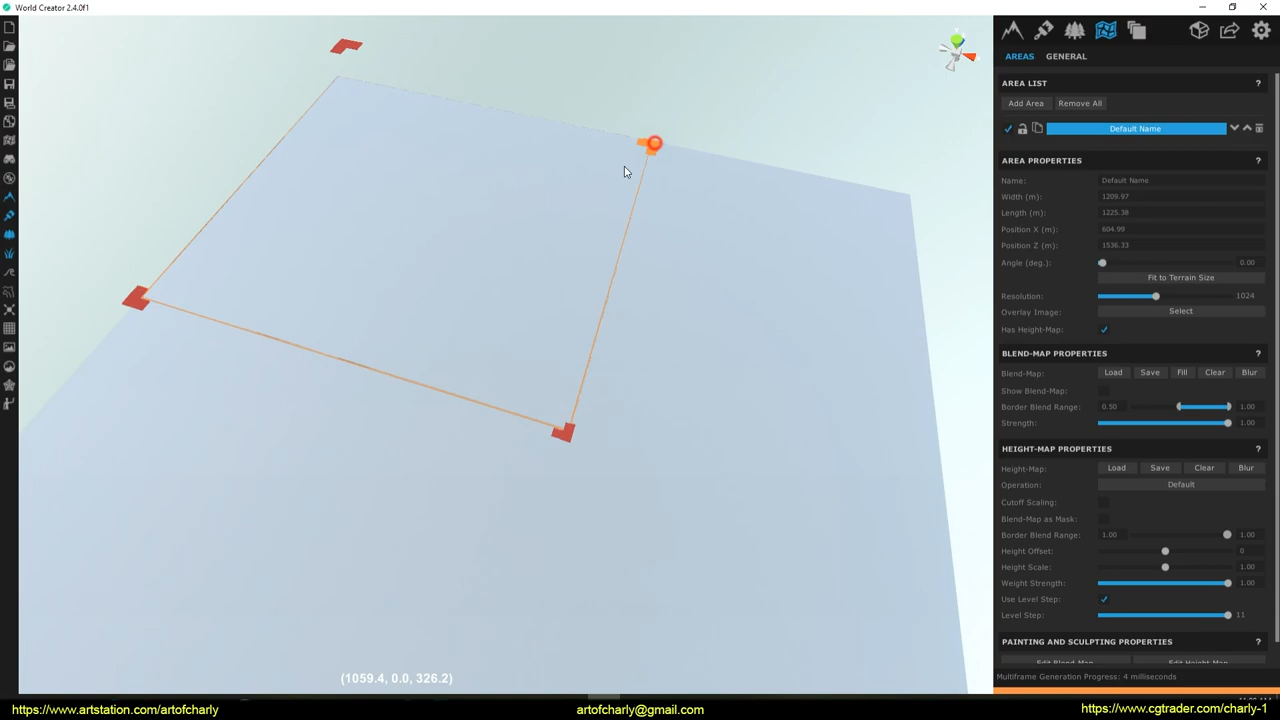 World Creator 2.4.0f1
AREAS GENERAL
AREA LIST ?
Add Area Remove All
Default Name
AREA PROPERTIES ?
Name: Default Name
Width (m): 1209.97
Length (m): 1225.38
Position X (m): 604.99
Position Z (m): 1536.33
Angle (deg.): 0.00
Fit to Terrain Size
Resolution: 1024
Overlay Image: Select
Has Height-Map:
BLEND-MAP PROPERTIES ?
Blend-Map: Load Save Fill Clear Blur
Show Blend-Map:
Border Blend Range: 0.50 1.00
Strength: 1.00
HEIGHT-MAP PROPERTIES ?
Height-Map: Load Save Clear Blur
Operation: Default
Cutoff Scaling:
Blend-Map as Mask:
Border Blend Range: 1.00 1.00
Height Offset: 0
Height Scale: 1.00
Weight Strength: 1.00
Use Level Step:
Level Step: 11
PAINTING AND SCULPTING PROPERTIES ?
Edit Blend-Map Edit Height-Map
Multiframe Generation Progress: 4 milliseconds
(1059.4, 0.0, 326.2)
https://www.artstation.com/artofcharly artofcharly@gmail.com https://www.cgtrader.com/charly-1